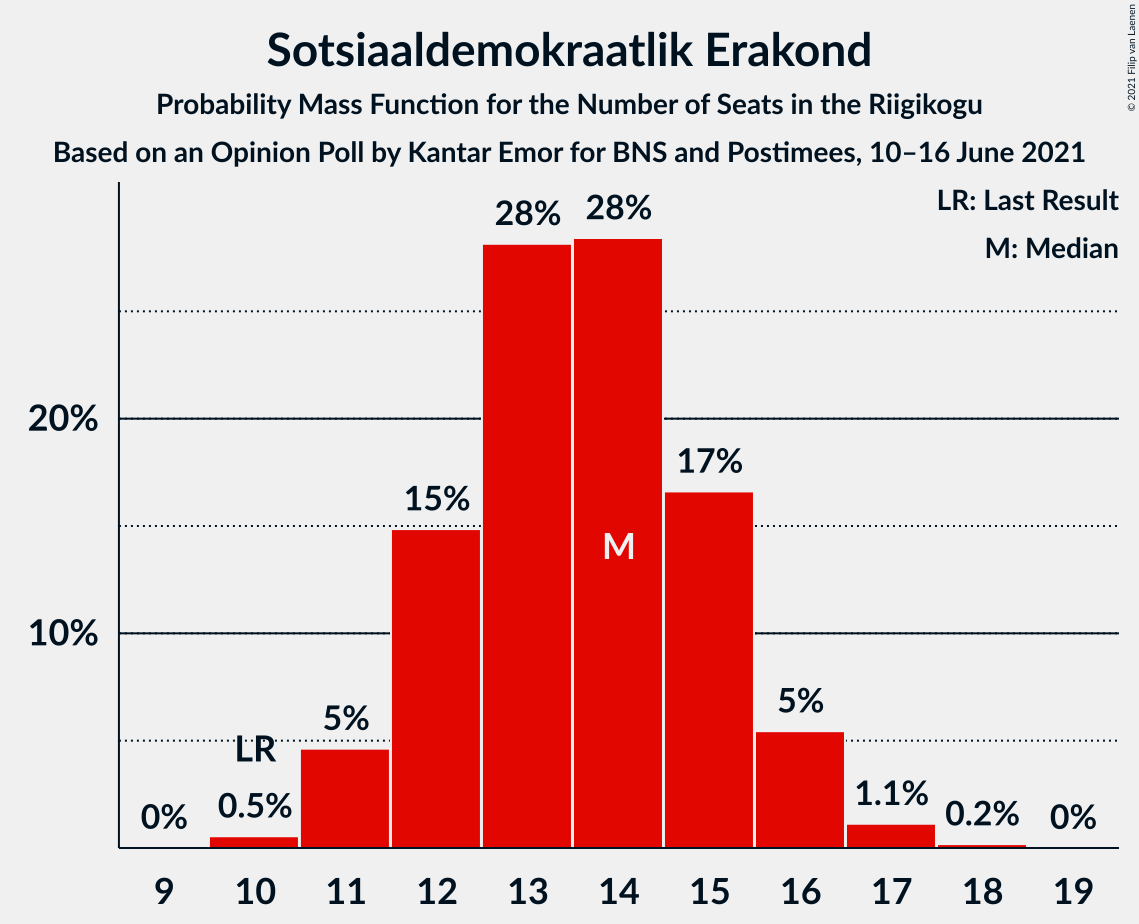 Sotsiaaldemokraatlik Erakond
Probability Mass Function for the Number of Seats in the Riigikogu
Based on an Opinion Poll by Kantar Emor for BNS and Postimees, 10–16 June 2021
© 2021 Filip van Laenen
LR: Last Result
M: Median
28%
28%
20%
17%
15%
M
10%
5%
5%
LR
1.1%
0.5%
0.2%
0%
0%
9 10 11 12 13 14 15 16 17 18 19